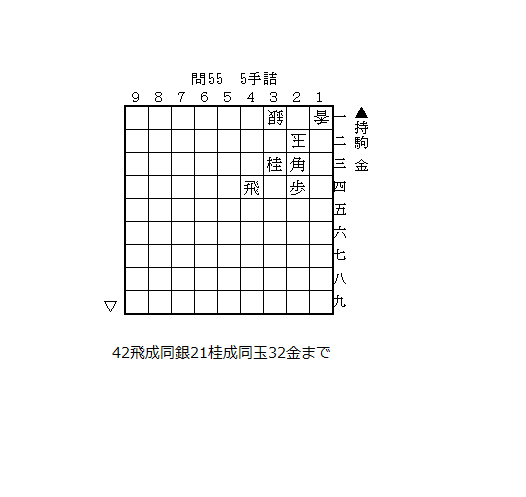 問55 5手詰
9 8 7 6 5 4 3 2 1
銀 香 一
玉 二
桂 角 三
飛 歩 四
五
六
七
八
九
▲持駒 金
▽
42飛成同銀21桂成同玉32金まで